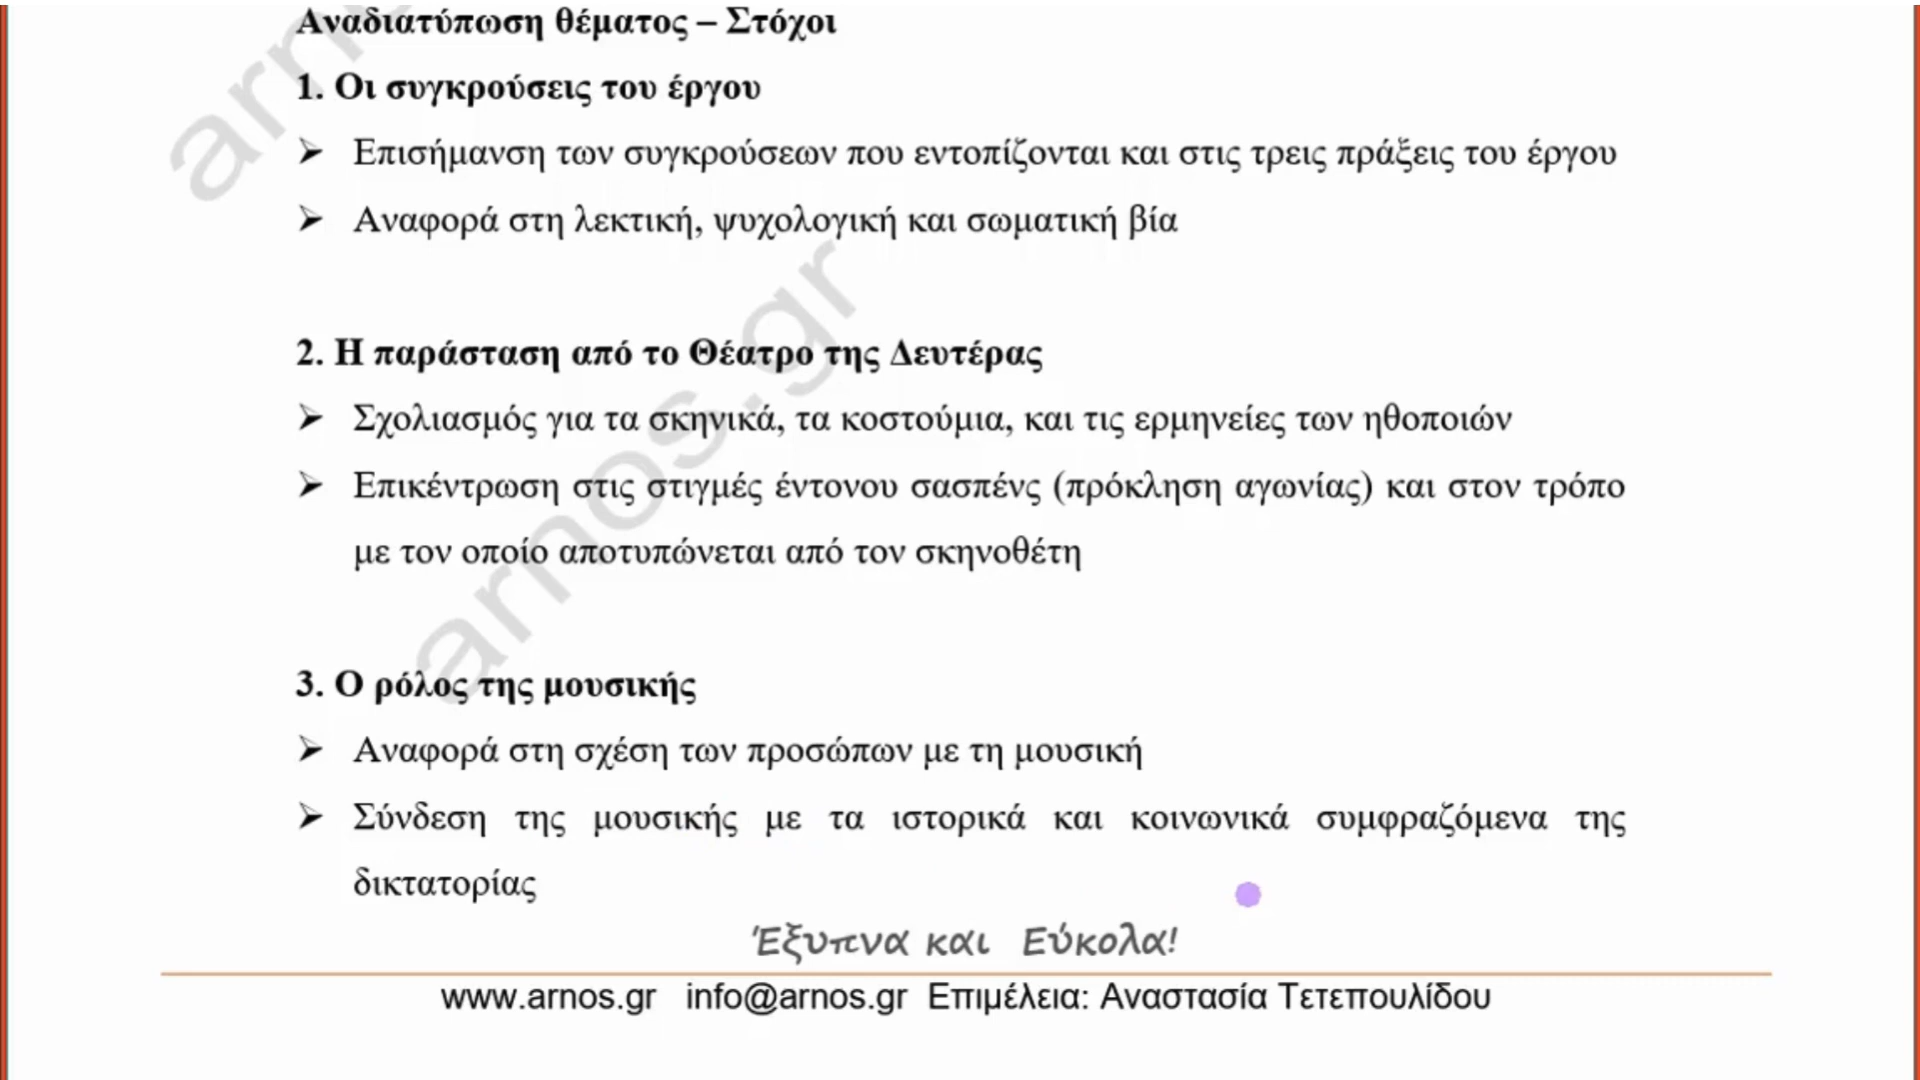 Αναδιατύπωση θέματος – Στόχοι
1. Οι συγκρούσεις του έργου
➢ Επισήμανση των συγκρούσεων που εντοπίζονται και στις τρεις πράξεις του έργου
➢ Αναφορά στη λεκτική, ψυχολογική και σωματική βία
2. Η παράσταση από το Θέατρο της Δευτέρας
➢ Σχολιασμός για τα σκηνικά, τα κοστούμια, και τις ερμηνείες των ηθοποιών
➢ Επικέντρωση στις στιγμές έντονου σασπένς (πρόκληση αγωνίας) και στον τρόπο
με τον οποίο αποτυπώνεται από τον σκηνοθέτη
3. Ο ρόλος της μουσικής
➢ Αναφορά στη σχέση των προσώπων με τη μουσική
➢ Σύνδεση της μουσικής με τα ιστορικά και κοινωνικά συμφραζόμενα της
δικτατορίας
Έξυπνα και Εύκολα!
www.arnos.gr info@arnos.gr Επιμέλεια: Αναστασία Τετεπουλίδου
arn
arnos.gr